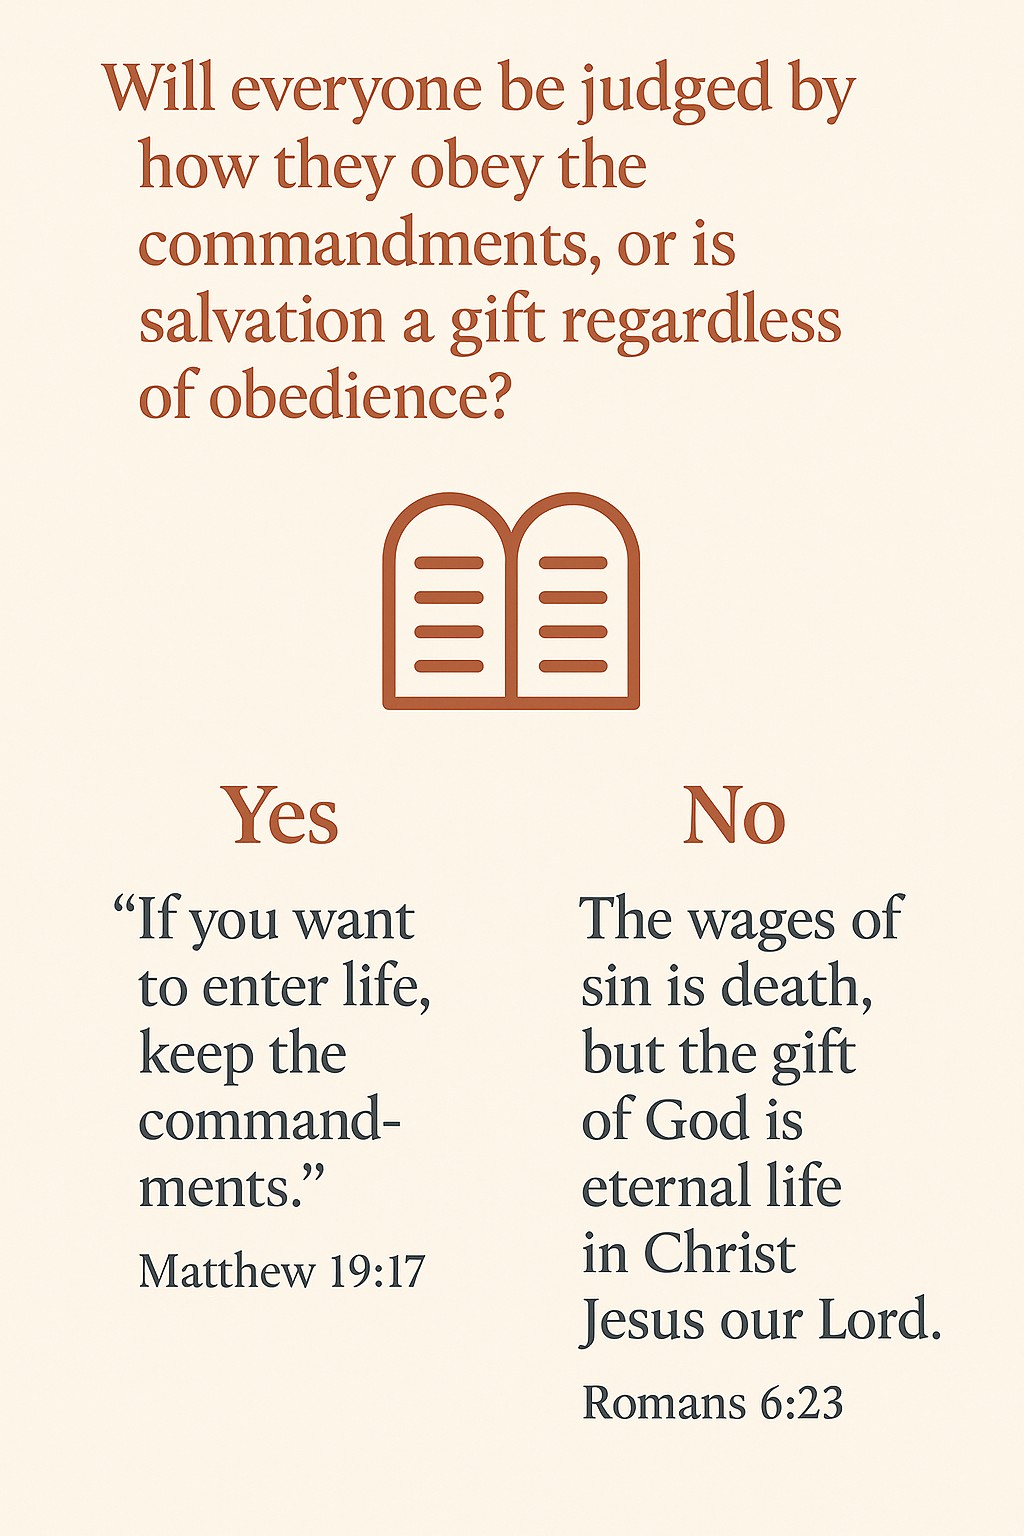 Will everyone be judged by
how they obey the
commandments, or is
salvation a gift regardless
of obedience?
Yes
“If you want
to enter life,
keep the
command-
ments.”
Matthew 19:17
No
The wages of
sin is death,
but the gift
of God is
eternal life
in Christ
Jesus our Lord.
Romans 6:23